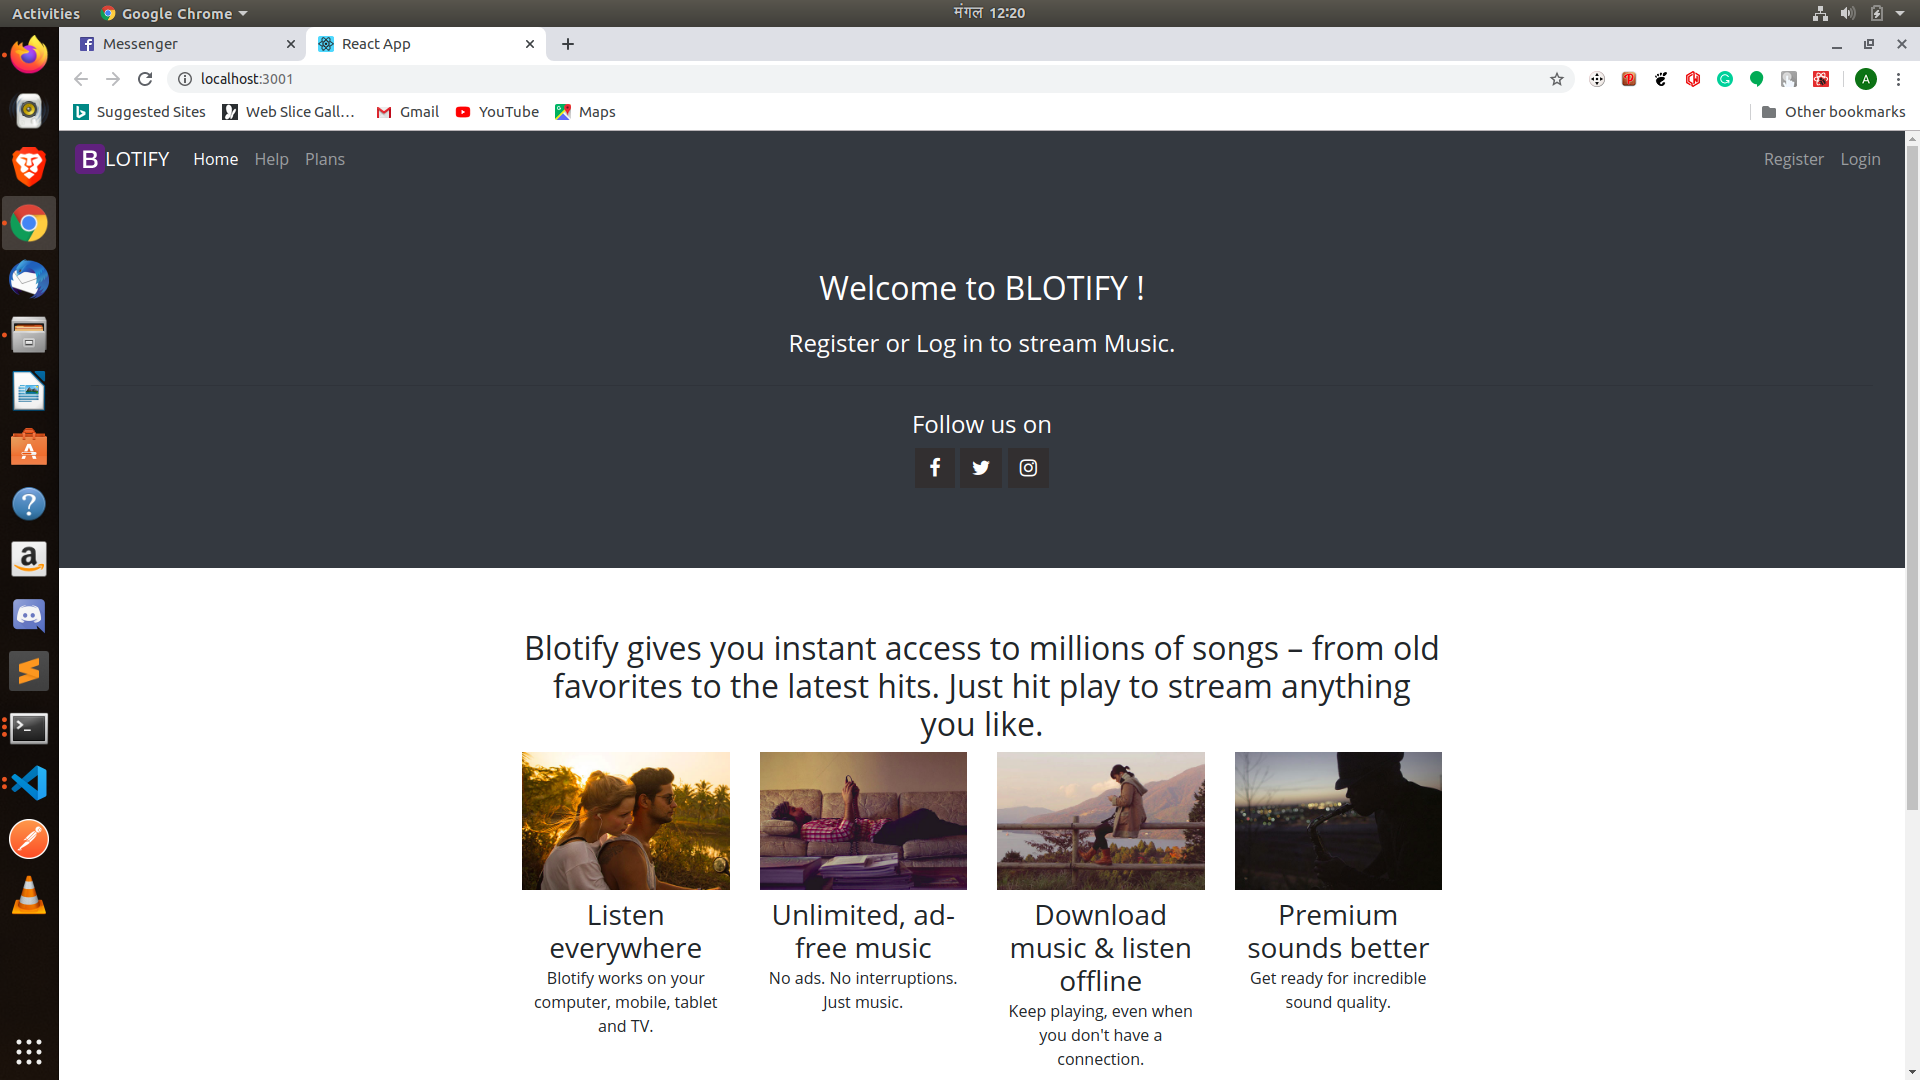 Activities Google Chrome मंगल 12:20
Messenger React App
localhost:3001
Suggested Sites Web Slice Gall... Gmail YouTube Maps Other bookmarks
BLOTIFY Home Help Plans Register Login
Welcome to BLOTIFY !
Register or Log in to stream Music.
Follow us on
Blotify gives you instant access to millions of songs – from old
favorites to the latest hits. Just hit play to stream anything
you like.
Listen
everywhere
Blotify works on your
computer, mobile, tablet
and TV.
Unlimited, ad-
free music
No ads. No interruptions.
Just music.
Download
music & listen
offline
Keep playing, even when
you don't have a
connection.
Premium
sounds better
Get ready for incredible
sound quality.